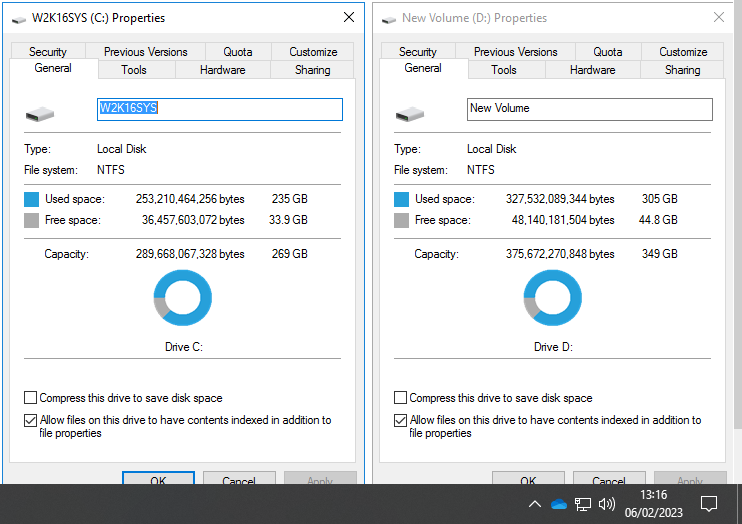 W2K16SYS (C:) Properties
Security Previous Versions Quota Customize
General Tools Hardware Sharing
W2K16SYS
Type: Local Disk
File system: NTFS
Used space: 253,210,464,256 bytes 235 GB
Free space: 36,457,603,072 bytes 33.9 GB
Capacity: 289,668,067,328 bytes 269 GB
Drive C:
Compress this drive to save disk space
Allow files on this drive to have contents indexed in addition to
file properties
OK Cancel Apply
New Volume (D:) Properties
Security Previous Versions Quota Customize
General Tools Hardware Sharing
New Volume
Type: Local Disk
File system: NTFS
Used space: 327,532,089,344 bytes 305 GB
Free space: 48,140,181,504 bytes 44.8 GB
Capacity: 375,672,270,848 bytes 349 GB
Drive D:
Compress this drive to save disk space
Allow files on this drive to have contents indexed in addition to
file properties
OK Cancel Apply
13:16
06/02/2023